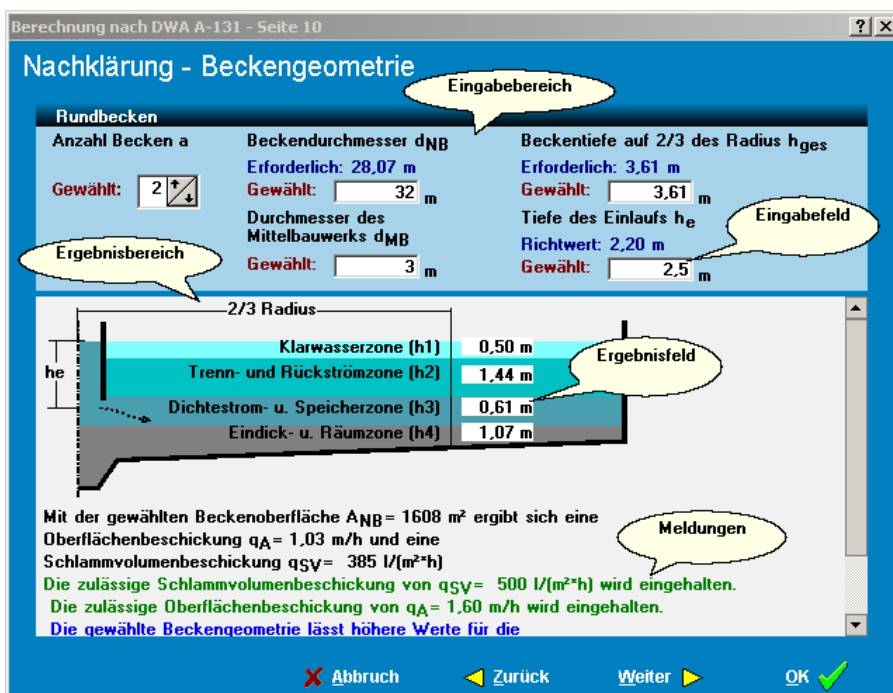 Berechnung nach DWA A-131 - Seite 10
Nachklärung - Beckengeometrie
Eingabebereich
Rundbecken
Anzahl Becken a
Gewählt: 2
Beckendurchmesser dNB
Erforderlich: 28,07 m
Gewählt: 32 m
Durchmesser des
Mittelbauwerks dMB
Gewählt: 3 m
Beckentiefe auf 2/3 des Radius hges
Erforderlich: 3,61 m
Gewählt: 3,61 m
Tiefe des Einlaufs he
Richtwert: 2,20 m
Gewählt: 2,5 m
Eingabefeld
Ergebnisbereich
2/3 Radius
he
Klarwasserzone (h1) 0,50 m
Trenn- und Rückströmzone (h2) 1,44 m
Dichtestrom- u. Speicherzone (h3) 0,61 m
Eindick- u. Räumzone (h4) 1,07 m
Ergebnisfeld
Mit der gewählten Beckenoberfläche ANB= 1608 m² ergibt sich eine
Oberflächenbeschickung qA= 1,03 m/h und eine
Schlammvolumenbeschickung qSV= 385 l/(m²*h)
Die zulässige Schlammvolumenbeschickung von qSV= 500 l/(m²*h) wird eingehalten.
Die zulässige Oberflächenbeschickung von qA= 1,60 m/h wird eingehalten.
Die gewählte Beckengeometrie lässt höhere Werte für die
Meldungen
Abbruch
Zurück
Weiter
OK